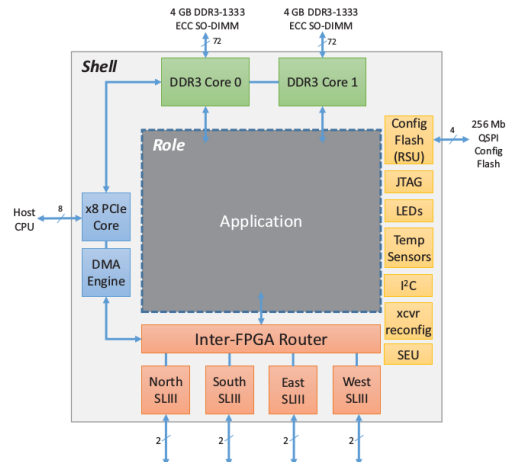 4 GB DDR3-1333
ECC SO-DIMM
4 GB DDR3-1333
ECC SO-DIMM
72
72
Shell
DDR3 Core 0
DDR3 Core 1
Role
Application
Host
CPU
8
x8 PCIe
Core
DMA
Engine
Config
Flash
(RSU)
4
256 Mb
QSPI
Config
Flash
JTAG
LEDs
Temp
Sensors
I²C
xcvr
reconfig
SEU
Inter-FPGA Router
North
SLIII
South
SLIII
East
SLIII
West
SLIII
2
2
2
2